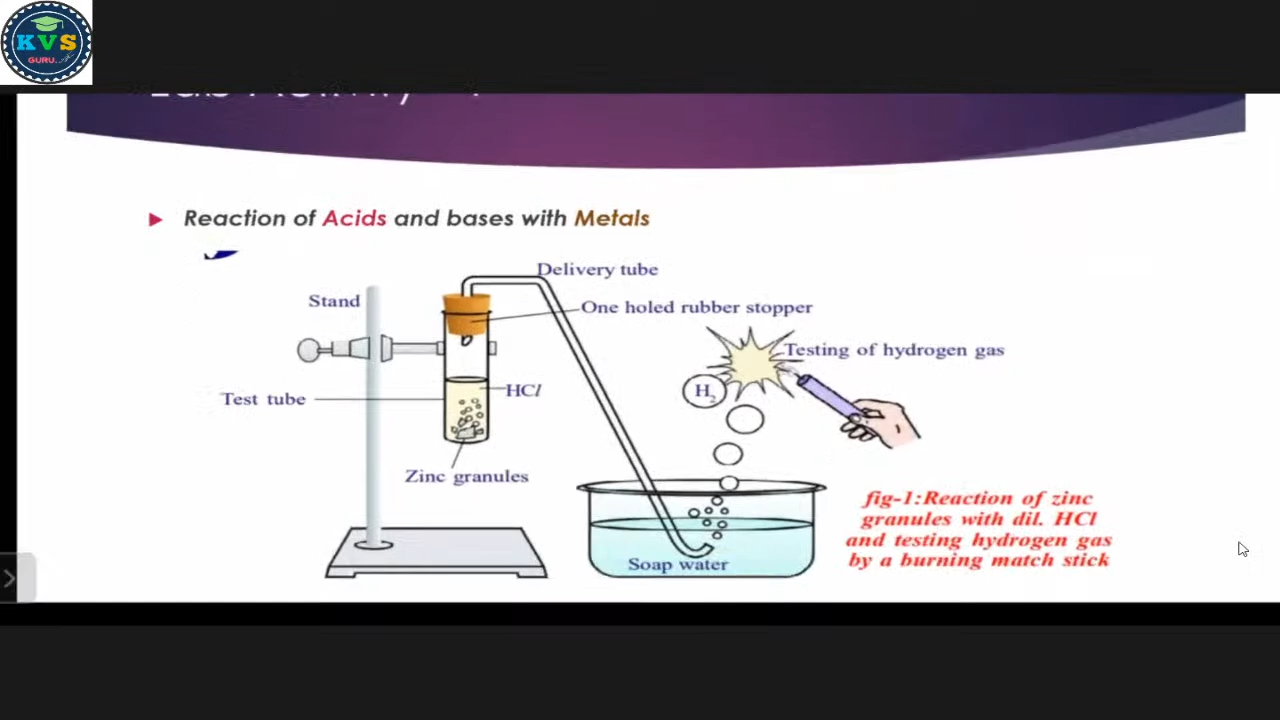 KVS
GURU.
Reaction of Acids and bases with Metals
Delivery tube
Stand
One holed rubber stopper
Testing of hydrogen gas
HCl
H2
Test tube
Zinc granules
fig-1:Reaction of zinc
granules with dil. HCl
and testing hydrogen gas
by a burning match stick
Soap water